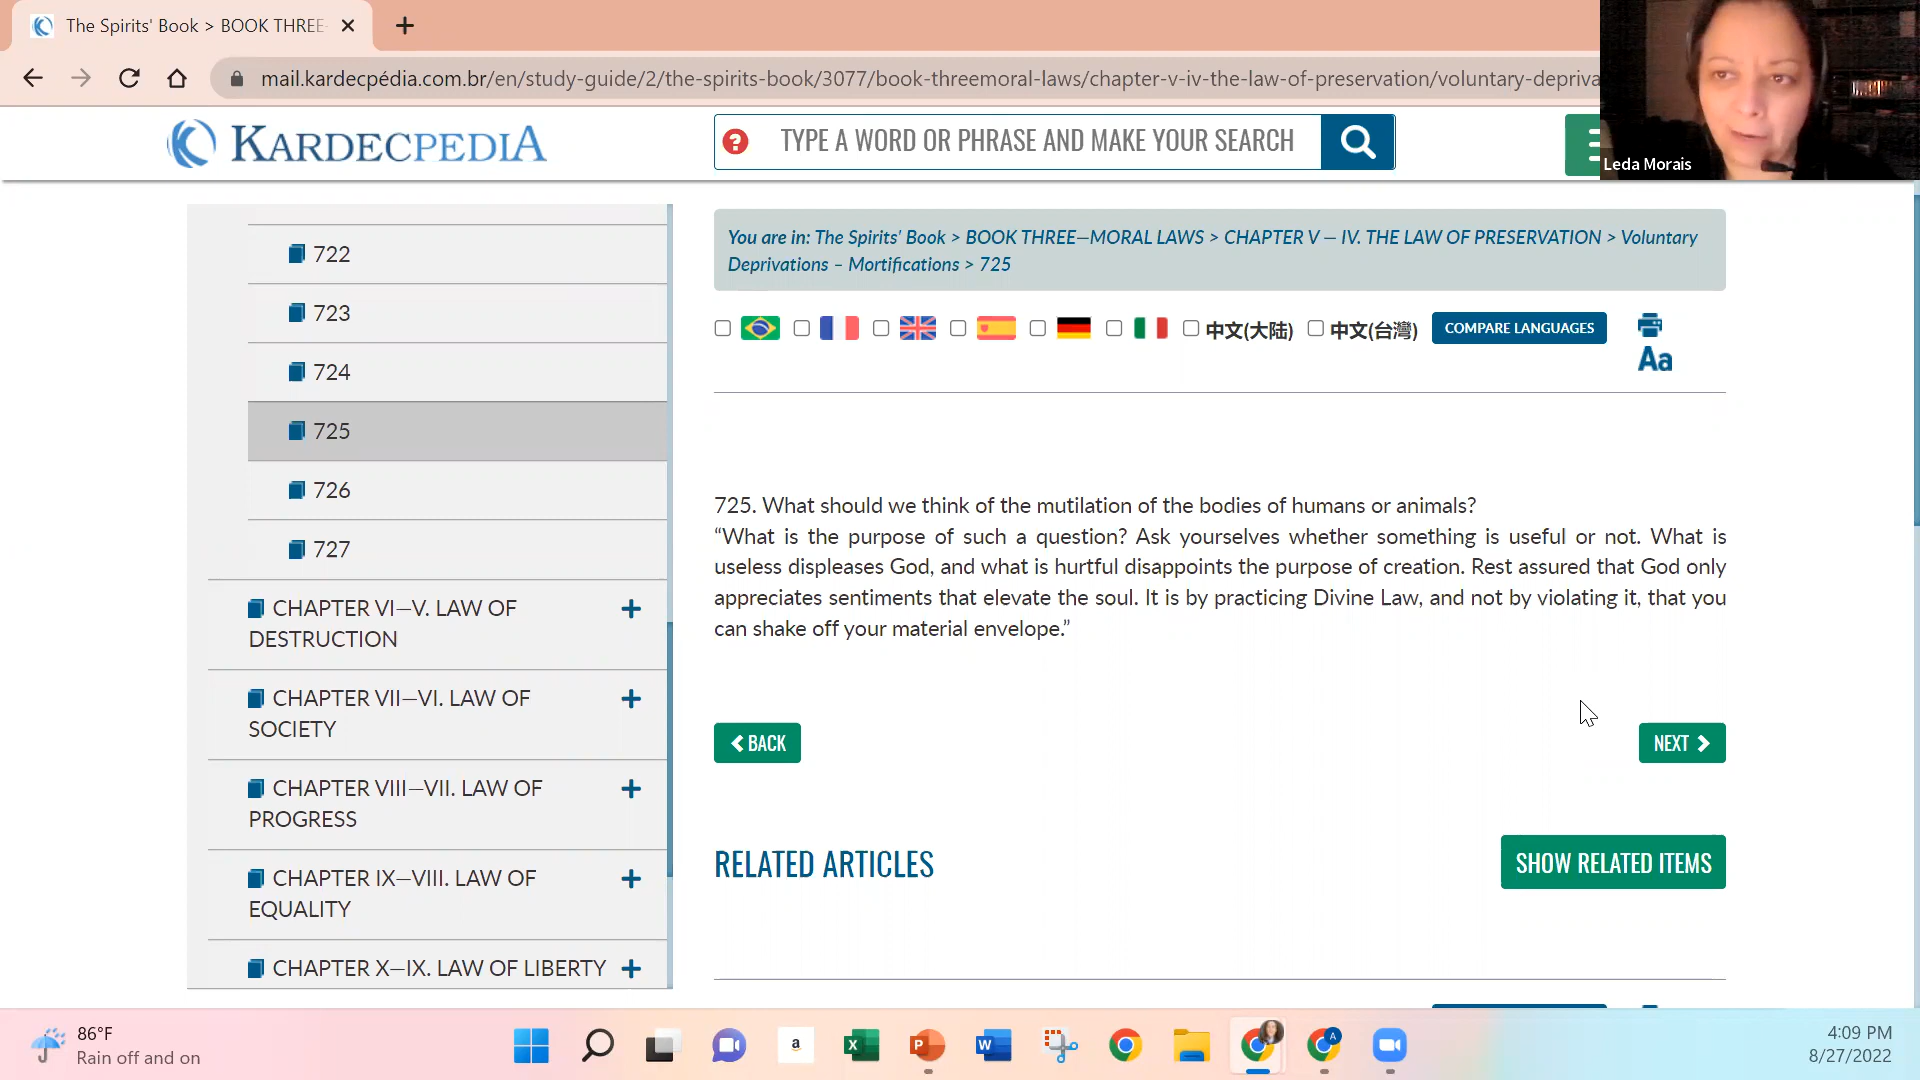 The Spirits' Book > BOOK THREE
mail.kardecpédia.com.br/en/study-guide/2/the-spirits-book/3077/book-threemoral-laws/chapter-v-iv-the-law-of-preservation/voluntary-depriva
Leda Morais
KARDECPEDIA
?
TYPE A WORD OR PHRASE AND MAKE YOUR SEARCH
722
723
724
725
726
727
CHAPTER VI—V. LAW OF
DESTRUCTION
+
CHAPTER VII—VI. LAW OF
SOCIETY
+
CHAPTER VIII—VII. LAW OF
PROGRESS
+
CHAPTER IX—VIII. LAW OF
EQUALITY
+
CHAPTER X—IX. LAW OF LIBERTY
+
You are in: The Spirits' Book > BOOK THREE—MORAL LAWS > CHAPTER V — IV. THE LAW OF PRESERVATION > Voluntary
Deprivations – Mortifications > 725
中文(大陆)
中文(台灣)
COMPARE LANGUAGES
Aa
725. What should we think of the mutilation of the bodies of humans or animals?
“What is the purpose of such a question? Ask yourselves whether something is useful or not. What is
useless displeases God, and what is hurtful disappoints the purpose of creation. Rest assured that God only
appreciates sentiments that elevate the soul. It is by practicing Divine Law, and not by violating it, that you
can shake off your material envelope.”
BACK
NEXT
RELATED ARTICLES
SHOW RELATED ITEMS
86°F
Rain off and on
a
X
P
W
A
4:09 PM
8/27/2022